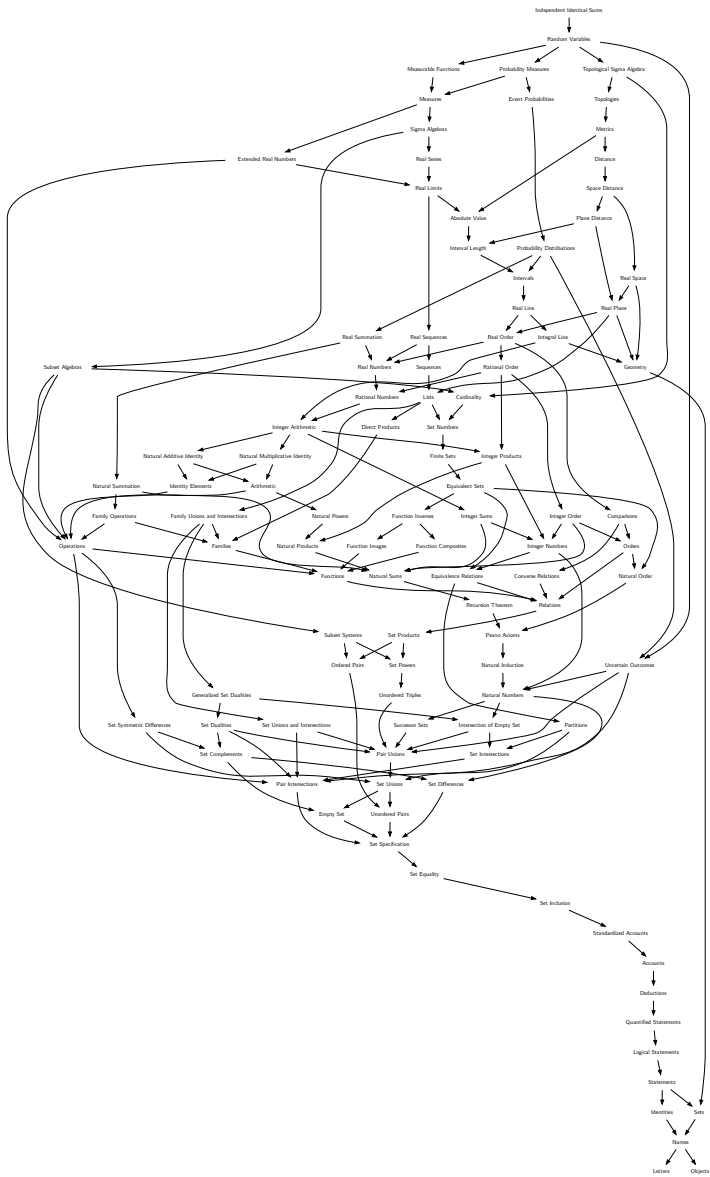 Independent Identical Sums
Random Variables
Measurable Functions
Probability Measures
Topological Sigma Algebra
Measures
Event Probabilities
Topologies
Sigma Algebras
Metrics
Extended Real Numbers
Real Series
Distance
Real Limits
Space Distance
Absolute Value
Plane Distance
Interval Length
Probability Distributions
Intervals
Real Space
Real Line
Real Plane
Real Summation
Real Sequences
Real Order
Integral Line
Subset Algebras
Real Numbers
Sequences
Rational Order
Geometry
Rational Numbers
Lists
Cardinality
Integer Arithmetic
Direct Products
Set Numbers
Natural Additive Identity
Natural Multiplicative Identity
Finite Sets
Integer Products
Natural Summation
Identity Elements
Arithmetic
Equivalent Sets
Family Operations
Family Unions and Intersections
Natural Powers
Function Inverses
Integer Sums
Integer Order
Comparisons
Operations
Families
Natural Products
Function Images
Function Composites
Integer Numbers
Orders
Functions
Natural Sums
Equivalence Relations
Converse Relations
Natural Order
Recursion Theorem
Relations
Subset Systems
Set Products
Peano Axioms
Ordered Pairs
Set Powers
Natural Induction
Uncertain Outcomes
Generalized Set Dualities
Unordered Triples
Natural Numbers
Set Symmetric Differences
Set Dualities
Set Unions and Intersections
Successor Sets
Intersection of Empty Set
Partitions
Set Complements
Pair Unions
Set Intersections
Pair Intersections
Set Unions
Set Differences
Empty Set
Unordered Pairs
Set Specification
Set Equality
Set Inclusion
Standardized Accounts
Accounts
Deductions
Quantified Statements
Logical Statements
Statements
Identities
Sets
Names
Letters
Objects